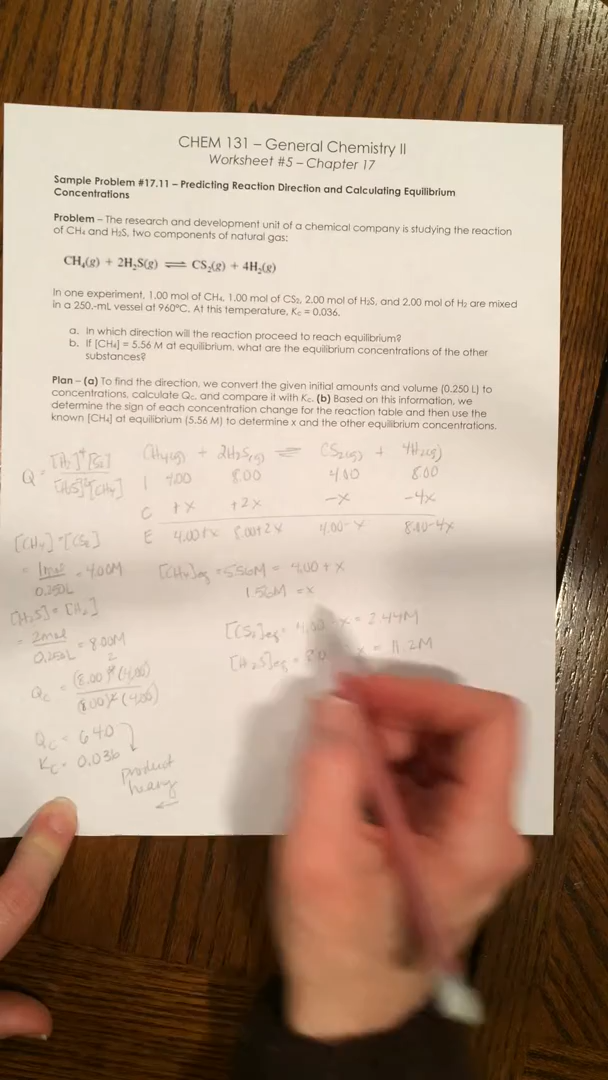 CHEM 131 – General Chemistry II
Worksheet #5 – Chapter 17
Sample Problem #17.11 – Predicting Reaction Direction and Calculating Equilibrium
Concentrations
Problem – The research and development unit of a chemical company is studying the reaction
of CH₄ and H₂S, two components of natural gas:
CH₄(g) + 2H₂S(g) ⇌ CS₂(g) + 4H₂(g)
In one experiment, 1.00 mol of CH₄, 1.00 mol of CS₂, 2.00 mol of H₂S, and 2.00 mol of H₂ are mixed
in a 250.-mL vessel at 960°C. At this temperature, Kc = 0.036.
a. In which direction will the reaction proceed to reach equilibrium?
b. If [CH₄] = 5.56 M at equilibrium, what are the equilibrium concentrations of the other
substances?
Plan – (a) To find the direction, we convert the given initial amounts and volume (0.250 L) to
concentrations, calculate Qc, and compare it with Kc. (b) Based on this information, we
determine the sign of each concentration change for the reaction table and then use the
known [CH₄] at equilibrium (5.56 M) to determine x and the other equilibrium concentrations.
Q = [H₂]⁴[CS₂] / [H₂S]²[CH₄]
CH₄(g) + 2H₂S(g) ⇌ CS₂(g) + 4H₂(g)
I 4.00 8.00 4.00 8.00
C +x +2x -x -4x
E 4.00+x 8.00+2x 4.00-x 8.00-4x
[CH₄] = [CS₂]
= 1mol / 0.250L = 4.00M
[H₂S] = [H₂]
= 2mol / 0.250L = 8.00M
Qc = (8.00)⁴(4.00) / (8.00)²(4.00)
Qc = 640
Kc = 0.036
product
heavy
←
[CH₄]eq = 5.56M = 4.00 + x
1.56M = x
[CS₂]eq = 4.00 - x = 2.44M
[H₂S]eq = 8.0 x = 11.2M